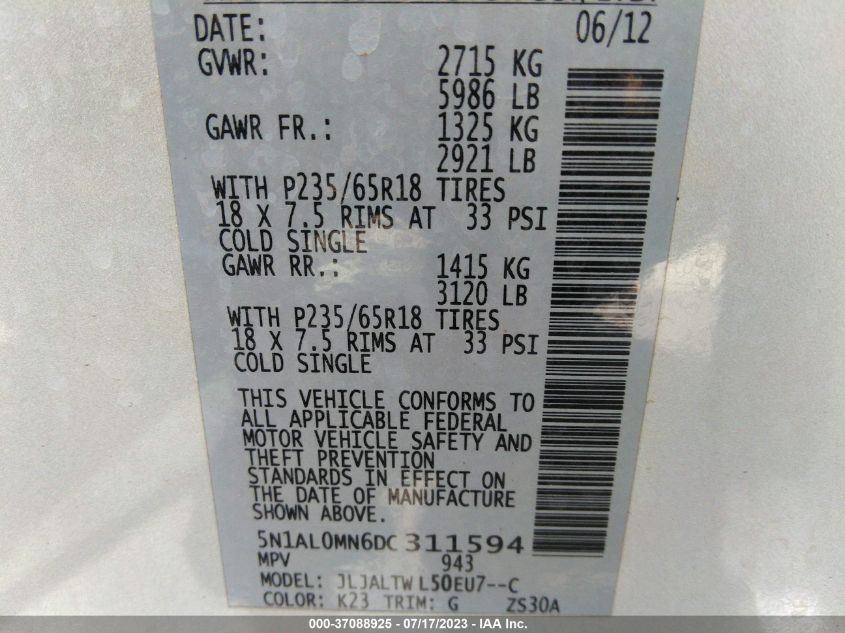 DATE: 06/12
GVWR: 2715 KG
5986 LB
GAWR FR.: 1325 KG
2921 LB
WITH P235/65R18 TIRES
18 X 7.5 RIMS AT 33 PSI
COLD SINGLE
GAWR RR.: 1415 KG
3120 LB
WITH P235/65R18 TIRES
18 X 7.5 RIMS AT 33 PSI
COLD SINGLE
THIS VEHICLE CONFORMS TO
ALL APPLICABLE FEDERAL
MOTOR VEHICLE SAFETY AND
THEFT PREVENTION
STANDARDS IN EFFECT ON
THE DATE OF MANUFACTURE
SHOWN ABOVE.
5N1AL0MN6DC 311594
MPV 943
MODEL: JLJALTW L50EU7--C
COLOR: K23 TRIM: G ZS30A
000-37088925 - 07/17/2023 - IAA Inc.